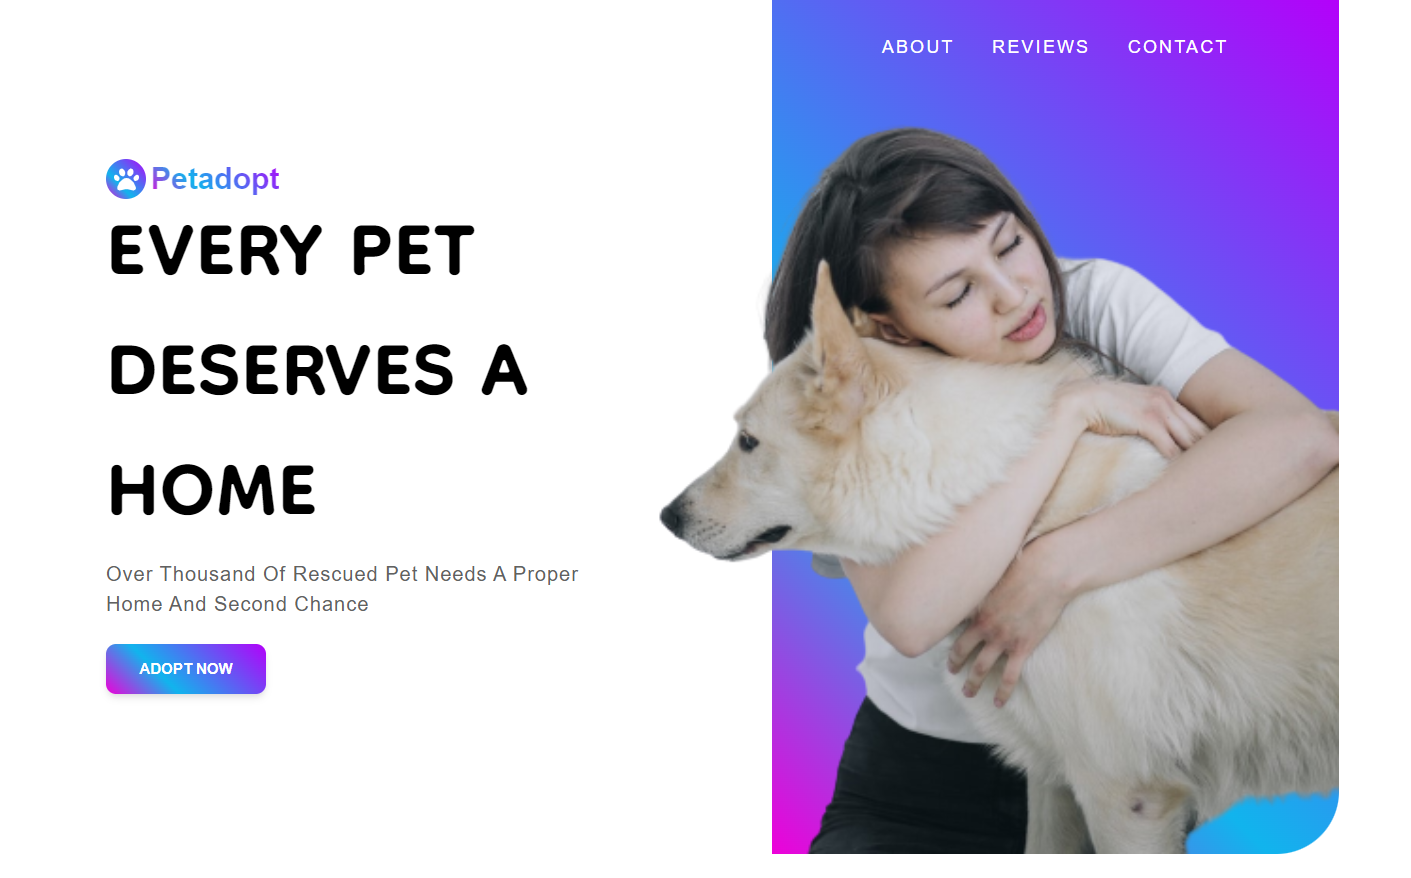 ABOUT REVIEWS CONTACT
Petadopt
EVERY PET
DESERVES A
HOME
Over Thousand Of Rescued Pet Needs A Proper
Home And Second Chance
ADOPT NOW